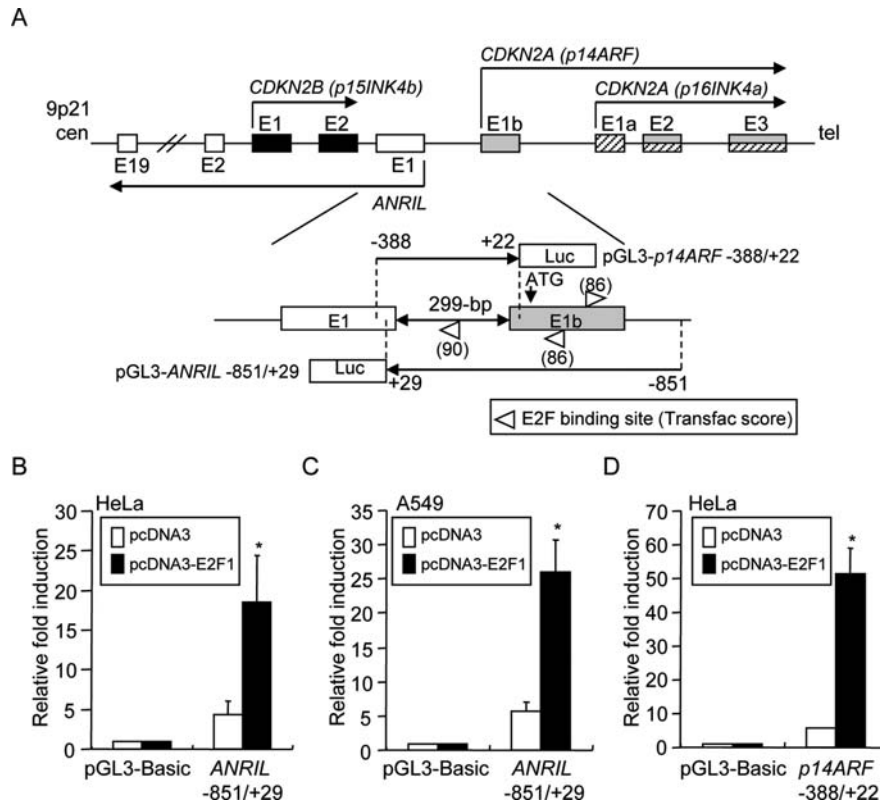 A
CDKN2A (p14ARF)
CDKN2B (p15INK4b)
CDKN2A (p16INK4a)
9p21
cen
E1
E2
E1b
E1a
E2
E3
tel
E19
E2
E1
ANRIL
-388
+22
Luc
pGL3-p14ARF -388/+22
ATG
(86)
299-bp
E1
E1b
(90)
(86)
pGL3-ANRIL -851/+29
Luc
+29
-851
E2F binding site (Transfac score)
B
HeLa
30
25
20
15
10
5
0
Relative fold induction
pcDNA3
pcDNA3-E2F1
*
pGL3-Basic
ANRIL
-851/+29
C
A549
35
30
25
20
15
10
5
0
Relative fold induction
pcDNA3
pcDNA3-E2F1
*
pGL3-Basic
ANRIL
-851/+29
D
HeLa
70
60
50
40
30
20
10
0
Relative fold induction
pcDNA3
pcDNA3-E2F1
*
pGL3-Basic
p14ARF
-388/+22